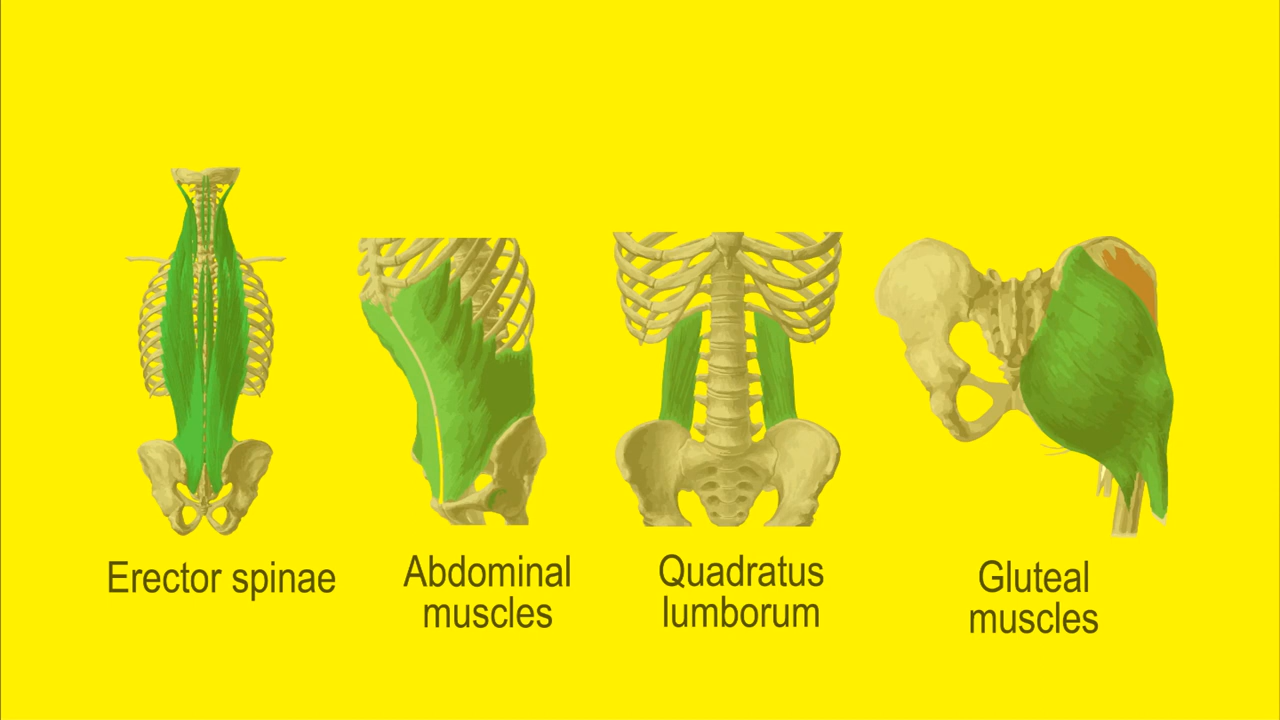 Erector spinae
Abdominal
muscles
Quadratus
lumborum
Gluteal
muscles